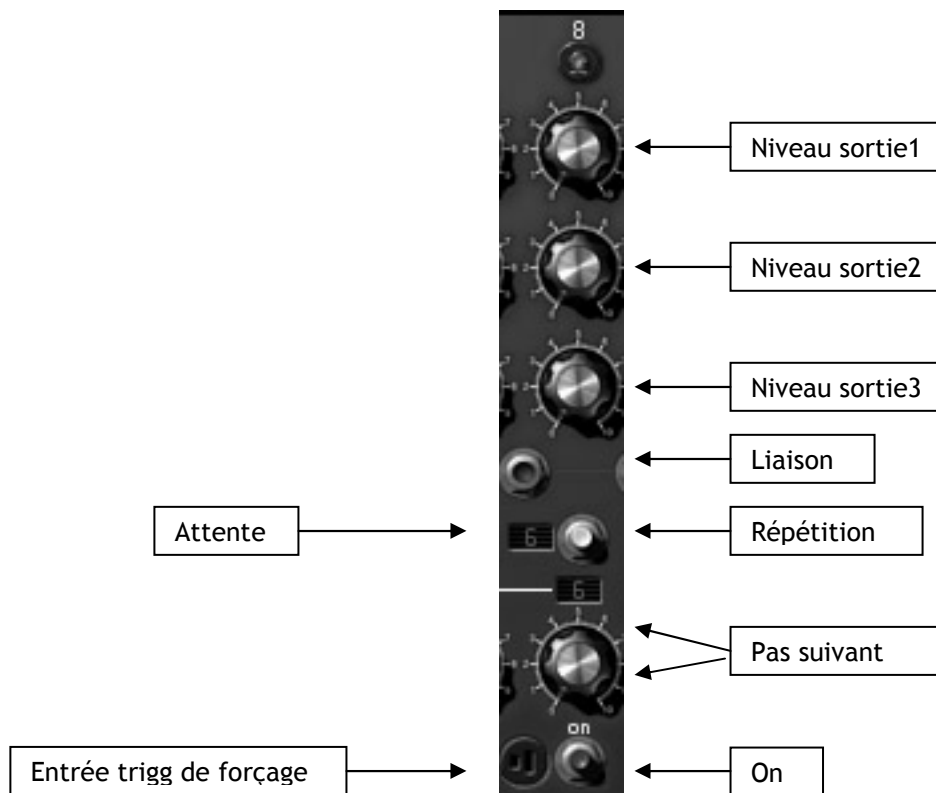 8
Niveau sortie1
Niveau sortie2
Niveau sortie3
Liaison
Attente
6
Répétition
6
Pas suivant
on
Entrée trigg de forçage
On